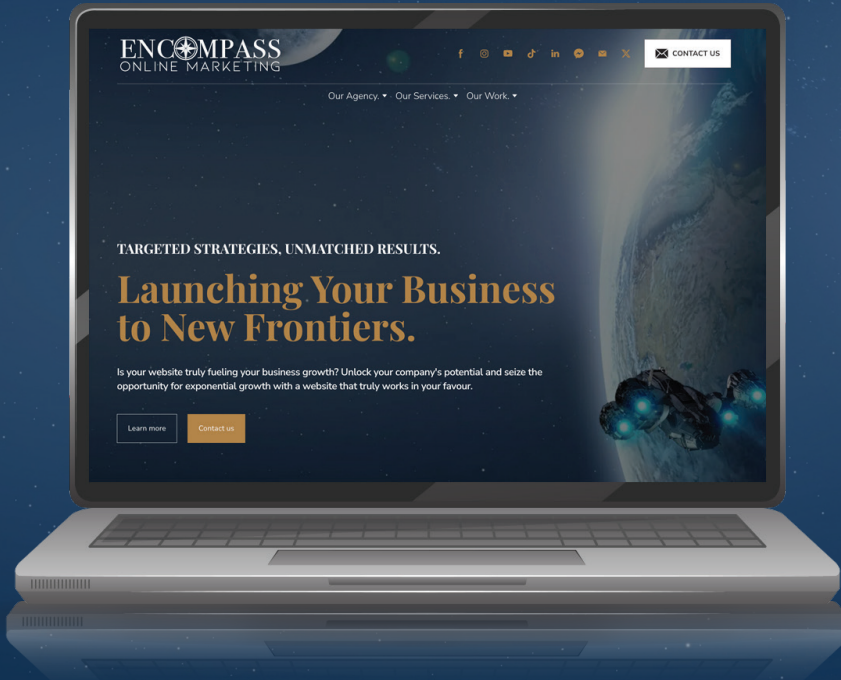 ENCOMPASS
ONLINE MARKETING
CONTACT US
Our Agency. Our Services. Our Work.
TARGETED STRATEGIES, UNMATCHED RESULTS.
Launching Your Business
to New Frontiers.
Is your website truly fueling your business growth? Unlock your company's potential and seize the
opportunity for exponential growth with a website that truly works in your favour.
Learn more Contact us